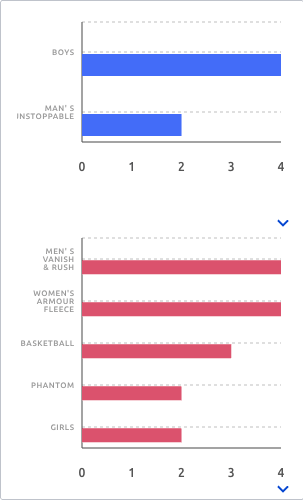 BOYS
MAN' S
INSTOPPABLE
0 1 2 3 4
MEN' S
VANISH
& RUSH
WOMEN'S
ARMOUR
FLEECE
BASKETBALL
PHANTOM
GIRLS
0 1 2 3 4